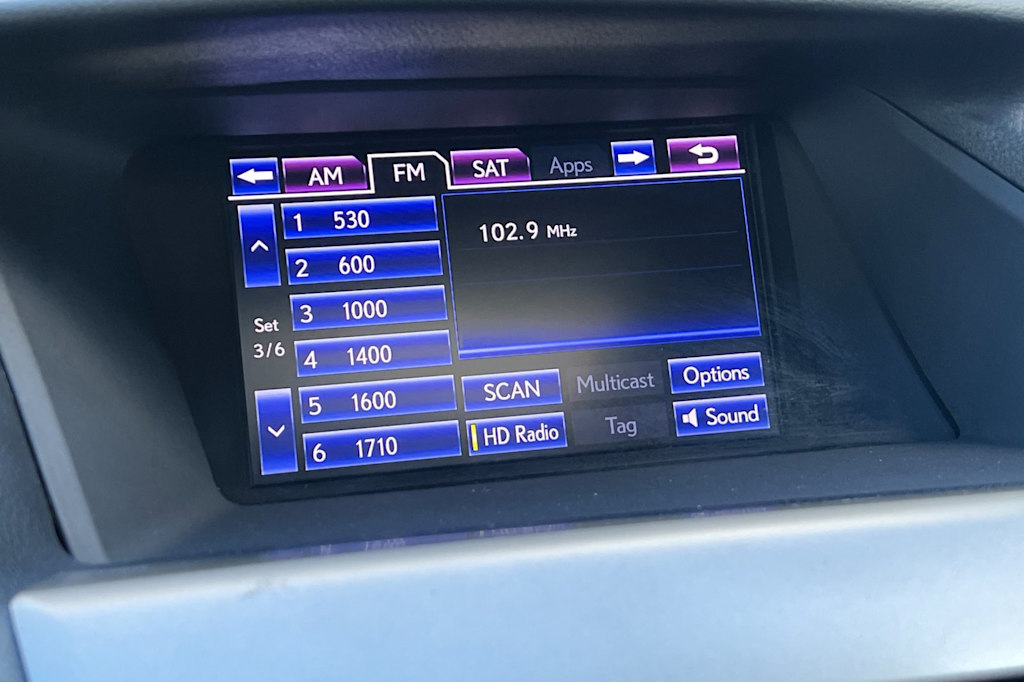 AM FM SAT Apps
1 530
2 600
3 1000
4 1400
5 1600
6 1710
Set
3/6
102.9 MHz
SCAN Multicast Options
HD Radio Tag Sound